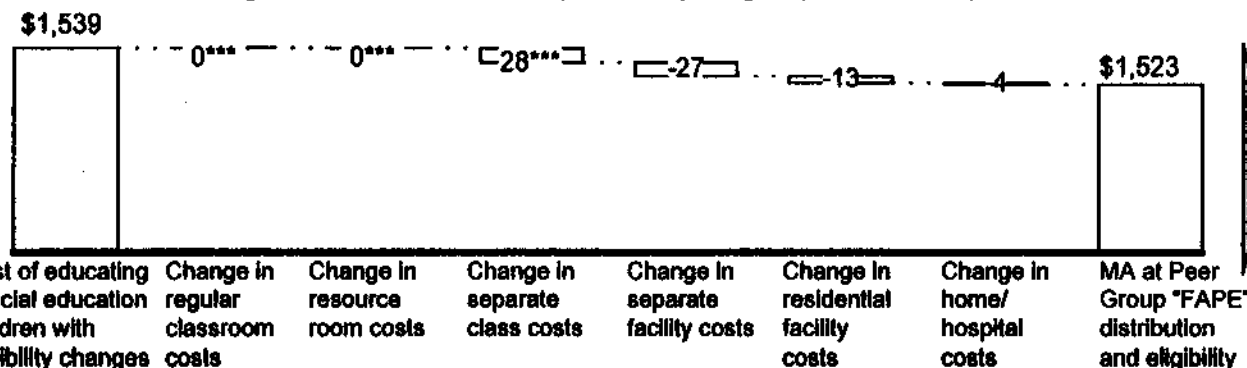 $1,539
0***
0***
28***
-27
-13
-4
$1,523
st of educating
cial education
dren with
ibility changes
Change in
regular
classroom
costs
Change in
resource
room costs
Change in
separate
class costs
Change in
separate
facility costs
Change in
residential
facility
costs
Change in
home/
hospital
costs
MA at Peer
Group "FAPE"
distribution
and eligibility